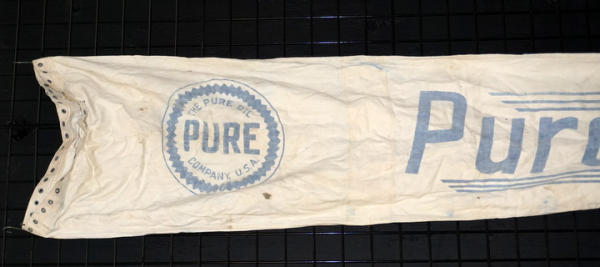 THE PURE OIL
PURE
COMPANY, U.S.A.
Pure